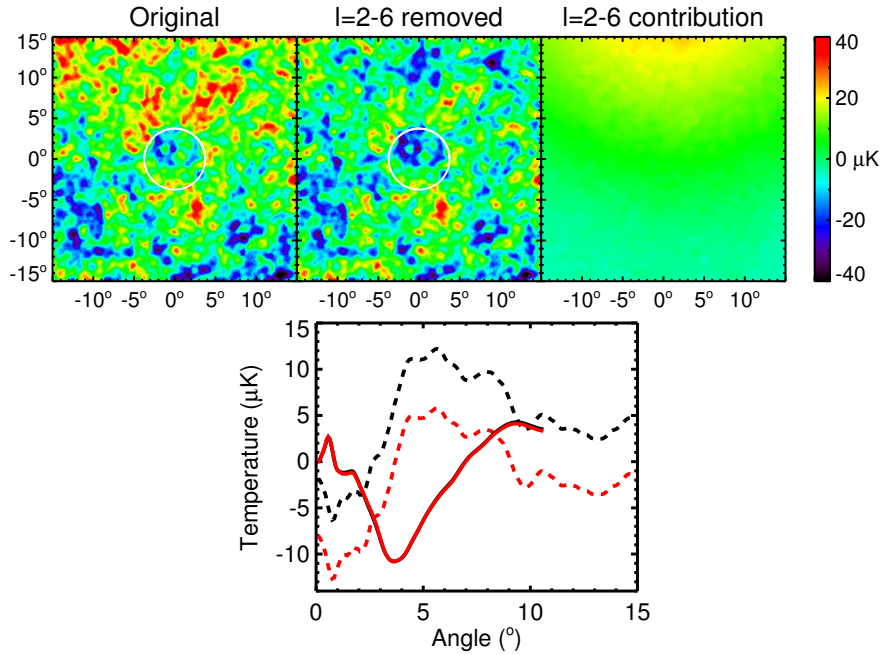 Original l=2-6 removed l=2-6 contribution
15° 40
10°
20
5°
0° 0 μK
-5°
-20
-10°
-15° -40
-10° -5° 0° 5° 10° -10° -5° 0° 5° 10° -10° -5° 0° 5° 10°
15
10
5
0
-5
-10
Temperature (μK)
0 5 10 15
Angle (°)